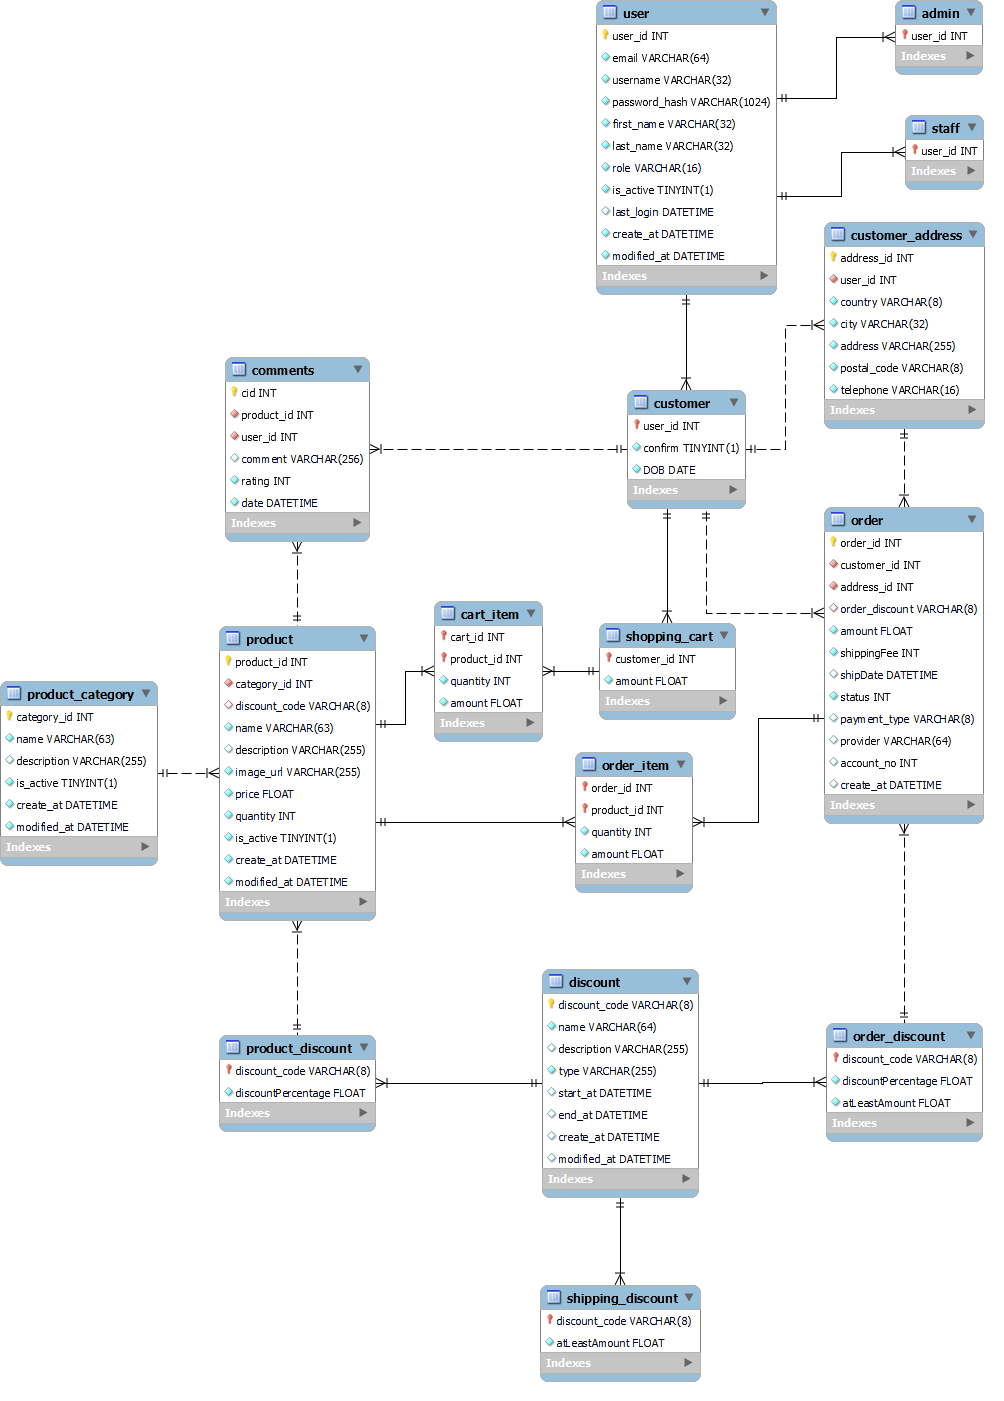 user
user_id INT
email VARCHAR(64)
username VARCHAR(32)
password_hash VARCHAR(1024)
first_name VARCHAR(32)
last_name VARCHAR(32)
role VARCHAR(16)
is_active TINYINT(1)
last_login DATETIME
create_at DATETIME
modified_at DATETIME
Indexes
admin
user_id INT
Indexes
staff
user_id INT
Indexes
customer_address
address_id INT
user_id INT
country VARCHAR(8)
city VARCHAR(32)
address VARCHAR(255)
postal_code VARCHAR(8)
telephone VARCHAR(16)
Indexes
comments
cid INT
product_id INT
user_id INT
comment VARCHAR(256)
rating INT
date DATETIME
Indexes
customer
user_id INT
confirm TINYINT(1)
DOB DATE
Indexes
order
order_id INT
customer_id INT
address_id INT
order_discount VARCHAR(8)
amount FLOAT
shippingFee INT
shipDate DATETIME
status INT
payment_type VARCHAR(8)
provider VARCHAR(64)
account_no INT
create_at DATETIME
Indexes
cart_item
cart_id INT
product_id INT
quantity INT
amount FLOAT
Indexes
shopping_cart
customer_id INT
amount FLOAT
Indexes
product
product_id INT
category_id INT
discount_code VARCHAR(8)
name VARCHAR(63)
description VARCHAR(255)
image_url VARCHAR(255)
price FLOAT
quantity INT
is_active TINYINT(1)
create_at DATETIME
modified_at DATETIME
Indexes
product_category
category_id INT
name VARCHAR(63)
description VARCHAR(255)
is_active TINYINT(1)
create_at DATETIME
modified_at DATETIME
Indexes
order_item
order_id INT
product_id INT
quantity INT
amount FLOAT
Indexes
discount
discount_code VARCHAR(8)
name VARCHAR(64)
description VARCHAR(255)
type VARCHAR(255)
start_at DATETIME
end_at DATETIME
create_at DATETIME
modified_at DATETIME
Indexes
product_discount
discount_code VARCHAR(8)
discountPercentage FLOAT
Indexes
order_discount
discount_code VARCHAR(8)
discountPercentage FLOAT
atLeastAmount FLOAT
Indexes
shipping_discount
discount_code VARCHAR(8)
atLeastAmount FLOAT
Indexes